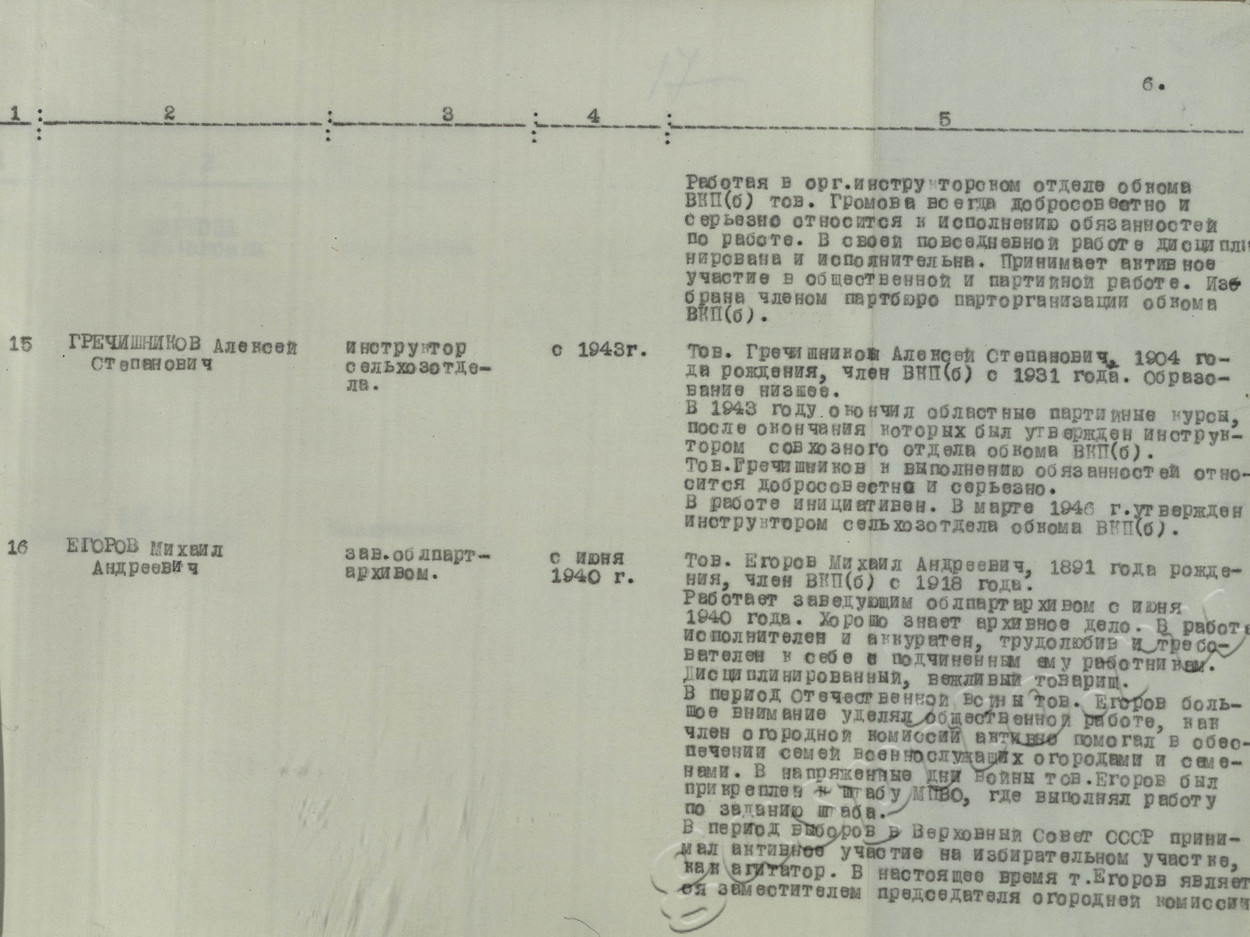 17
6.
1 : 2 : 3 : 4 : 5
Работая в орг.инструкторском отделе обкома
ВКП(б) тов. Громова всегда добросовестно и
серьезно относится к исполнению обязанностей
по работе. В своей повседневной работе дисципли
нирована и исполнительна. Принимает активное
участие в общественной и партийной работе. Из
брана членом партбюро парторганизации обкома
ВКП(б).
15 ГРЕЧИШНИКОВ Алексей
Степанович
инструктор
сельхозотде-
ла.
с 1943г.
Тов. Гречишников Алексей Степанович, 1904 го-
да рождения, член ВКП(б) с 1931 года. Образо-
вание низшее.
В 1943 году окончил областные партийные курсы,
после окончания которых был утвержден инструк-
тором совхозного отдела обкома ВКП(б).
Тов.Гречишников к выполнению обязанностей отно-
сится добросовестно и серьезно.
В работе инициативен. В марте 1946 г.утвержден
инструктором сельхозотдела обкома ВКП(б).
16 ЕГОРОВ Михаил
Андреевич
зав.облпарт-
архивом.
с июня
1940 г.
Тов. Егоров Михаил Андреевич, 1891 года рожде-
ния, член ВКП(б) с 1918 года.
Работает заведующим облпартархивом с июня
1940 года. Хорошо знает архивное дело. В работе
исполнителен и аккуратен, трудолюбив и требо-
вателен к себе и подчиненным ему работникам.
Дисциплинированный, вежливый товарищ.
В период Отечественной войны тов. Егоров боль-
шое внимание уделял общественной работе, как
член огородной комиссий активно помогал в обес-
печении семей военнослужащих огородами и семе-
нами. В напряженные дни войны тов.Егоров был
прикреплен к штабу МПВО, где выполнял работу
по заданию штаба.
В период выборов в Верховный Совет СССР прини-
мал активное участие на избирательном участке,
как агитатор. В настоящее время т.Егоров являет
ся заместителем председателя огородней комиссии